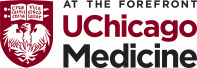 AT THE FOREFRONT
UChicago
Medicine